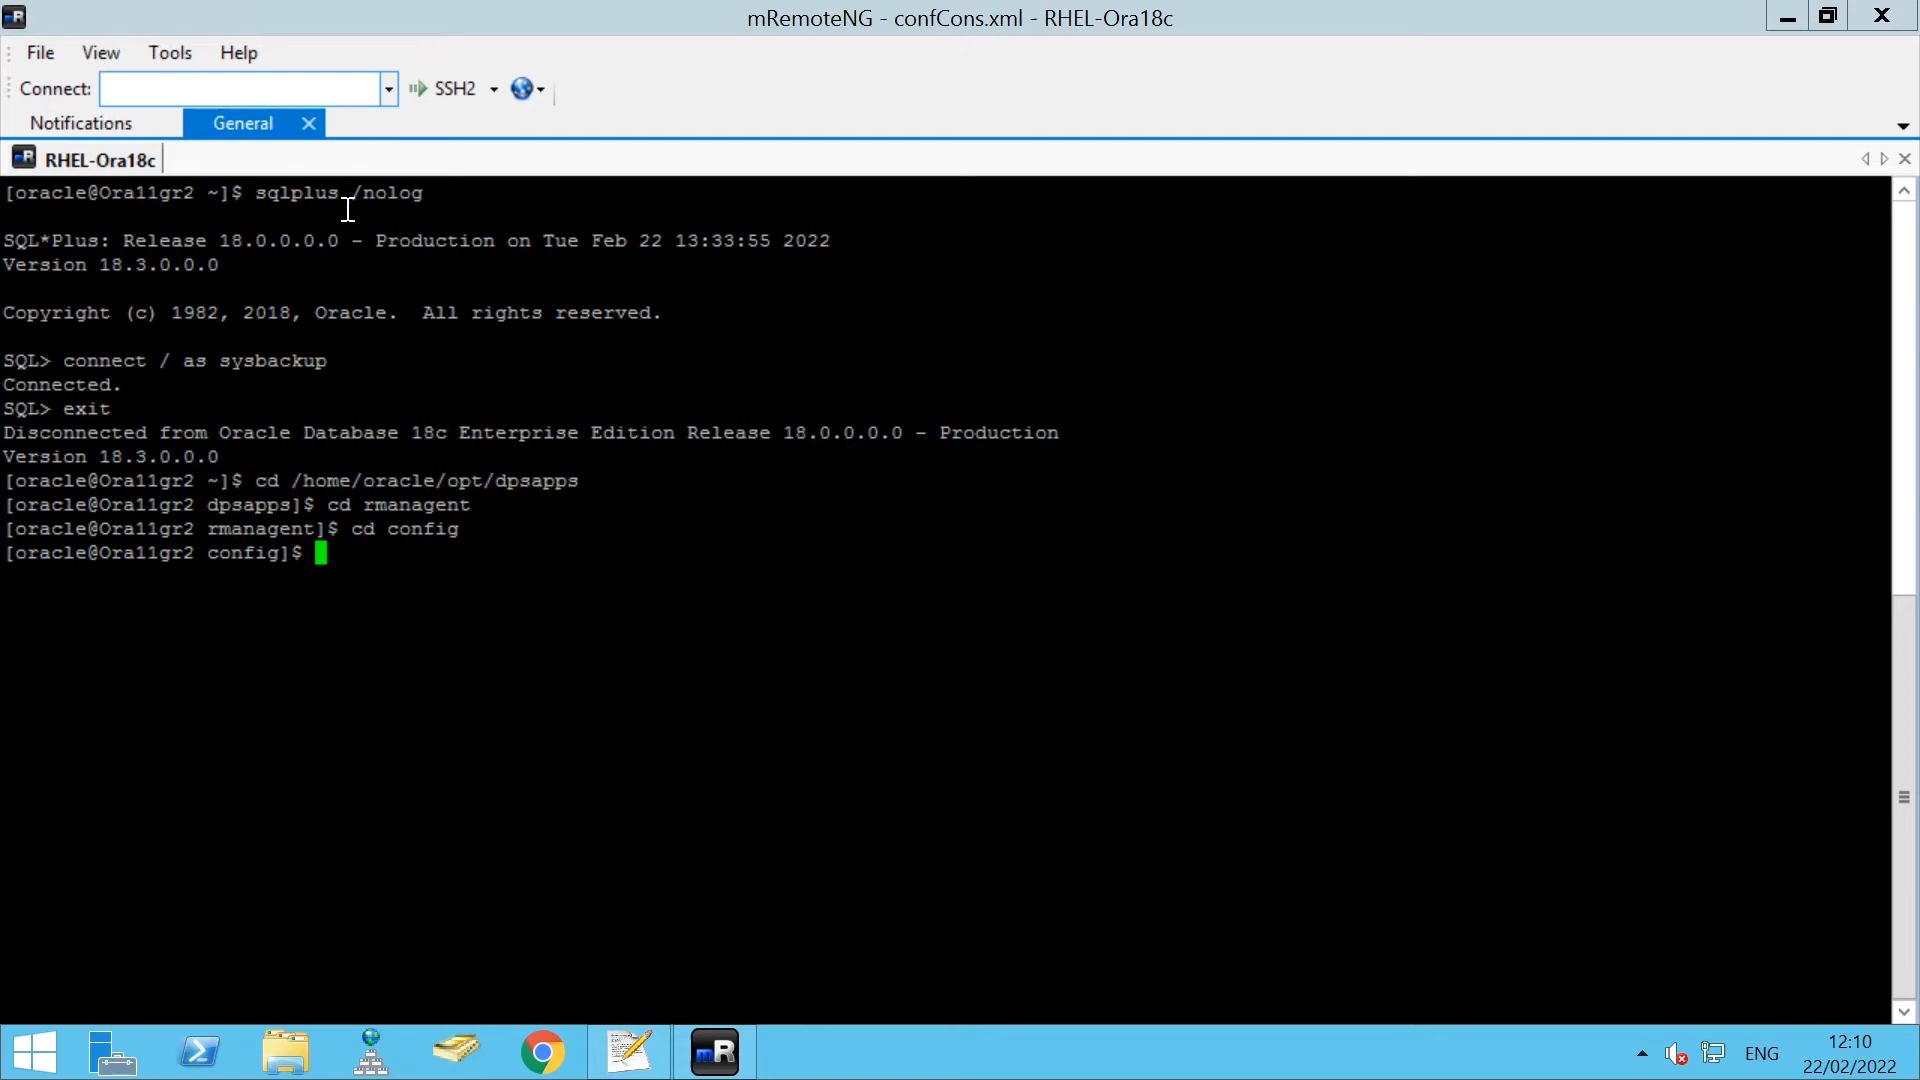 mRemoteNG - confCons.xml - RHEL-Ora18c
File View Tools Help
Connect: SSH2
Notifications General
RHEL-Ora18c
[oracle@Ora11gr2 ~]$ sqlplus /nolog
SQL*Plus: Release 18.0.0.0.0 - Production on Tue Feb 22 13:33:55 2022
Version 18.3.0.0.0
Copyright (c) 1982, 2018, Oracle.  All rights reserved.
SQL> connect / as sysbackup
Connected.
SQL> exit
Disconnected from Oracle Database 18c Enterprise Edition Release 18.0.0.0.0 - Production
Version 18.3.0.0.0
[oracle@Ora11gr2 ~]$ cd /home/oracle/opt/dpsapps
[oracle@Ora11gr2 dpsapps]$ cd rmanagent
[oracle@Ora11gr2 rmanagent]$ cd config
[oracle@Ora11gr2 config]$
mR
ENG
12:10
22/02/2022